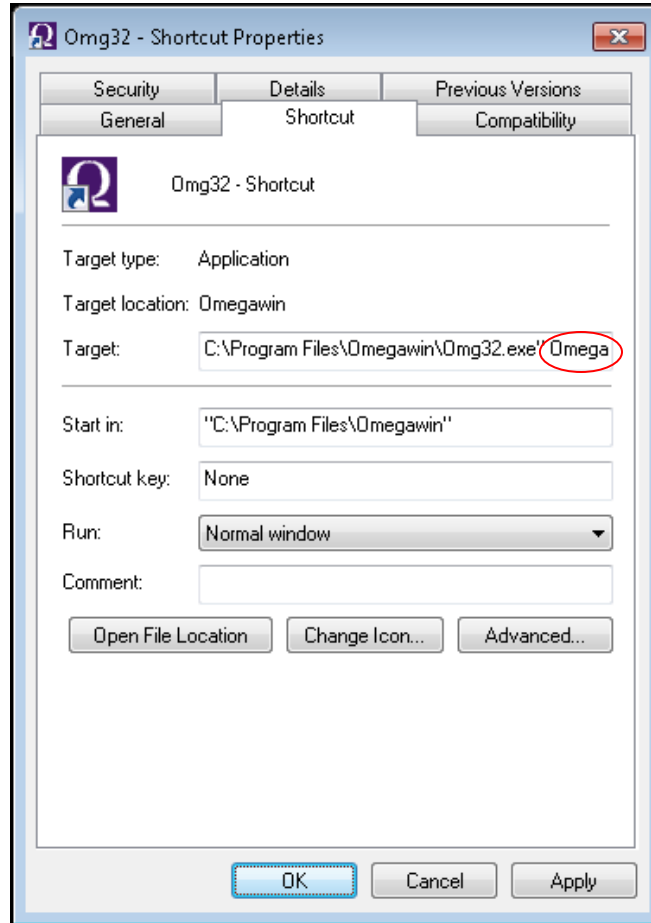 Omg32 - Shortcut Properties
Security Details Previous Versions
General Shortcut Compatibility
Omg32 - Shortcut
Target type: Application
Target location: Omegawin
Target: C:\Program Files\Omegawin\Omg32.exe" Omega
Start in: "C:\Program Files\Omegawin"
Shortcut key: None
Run: Normal window
Comment:
Open File Location Change Icon... Advanced...
OK Cancel Apply